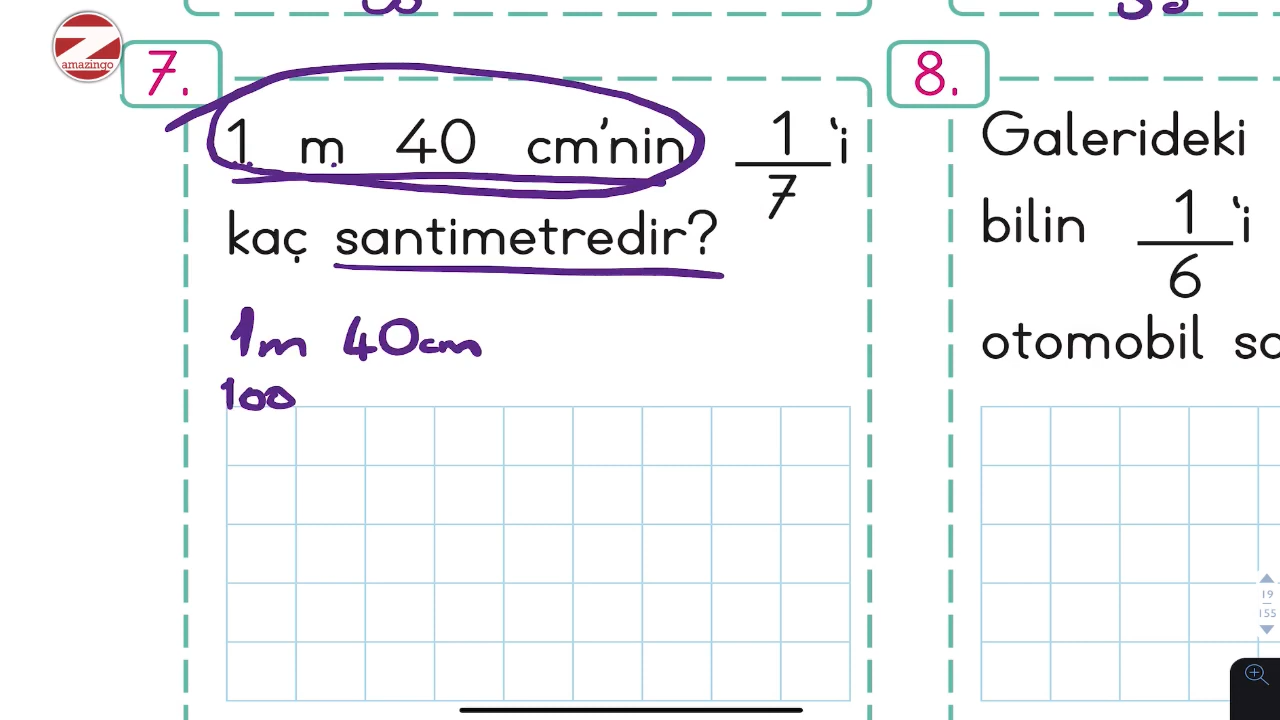 amazingo
7.
1 m 40 cm'nin 1/7 'i
kaç santimetredir?
1m 40cm
100
8.
Galerideki
bilin 1/6 'i
otomobil
19
155